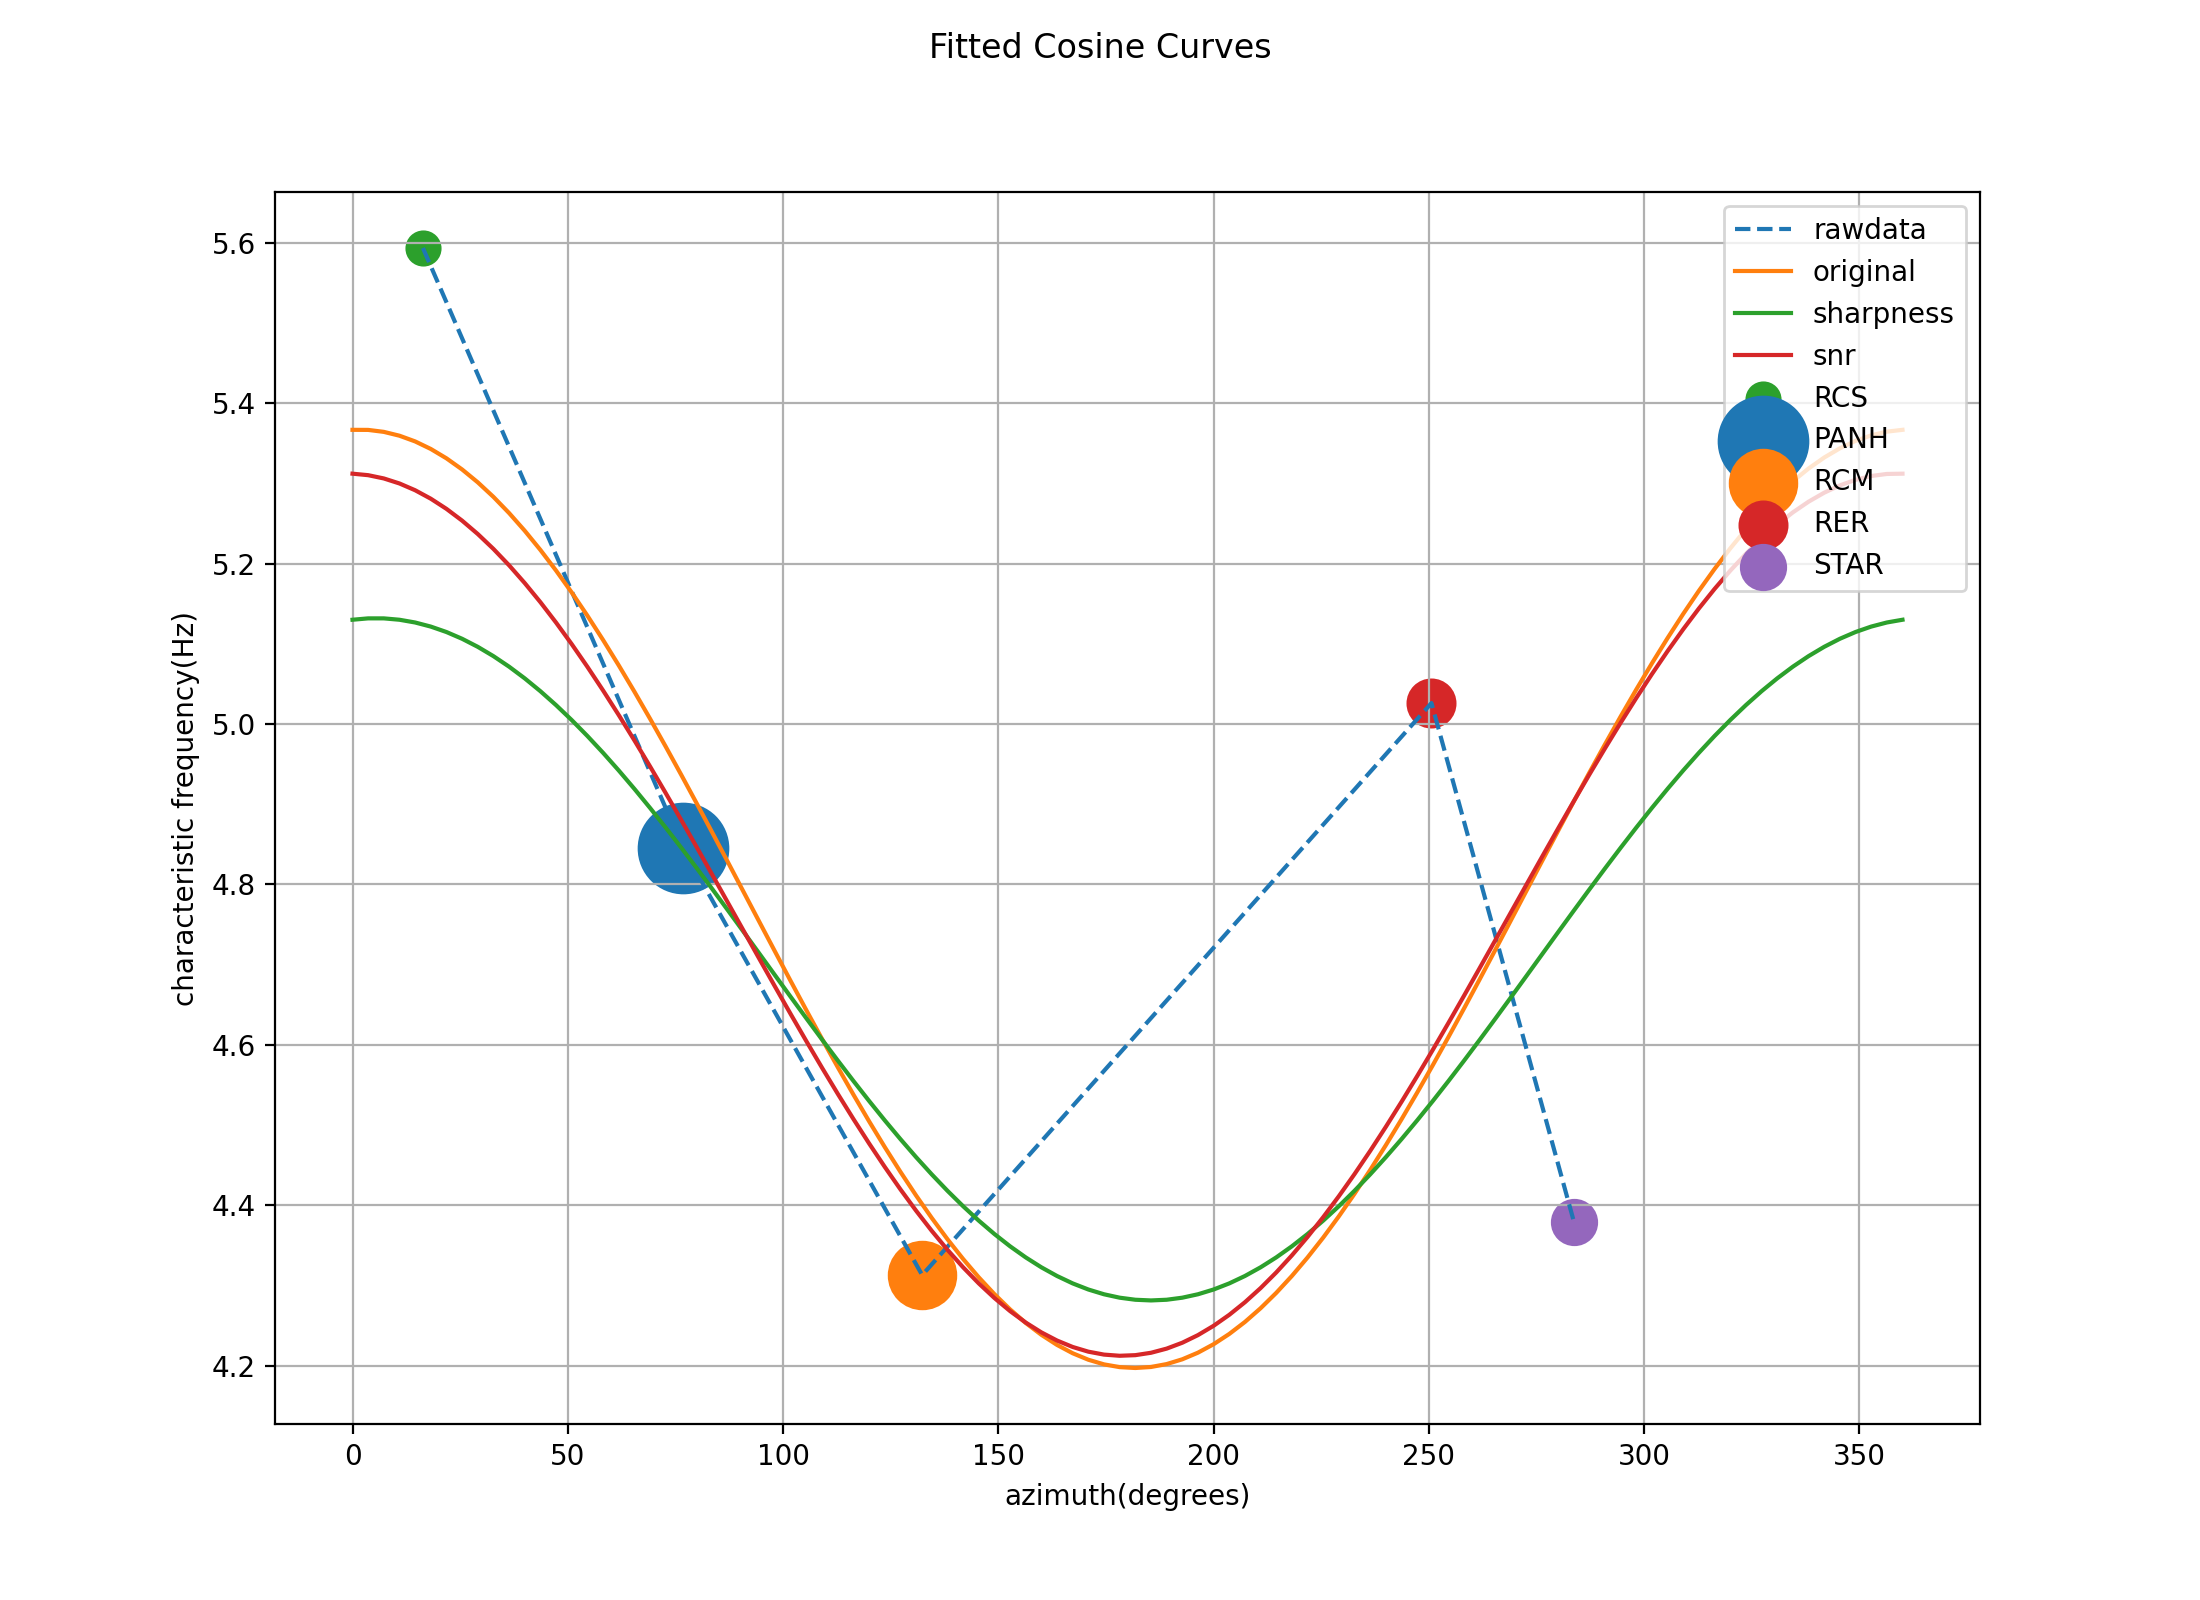 Fitted Cosine Curves
5.6
5.4
5.2
5.0
4.8
4.6
4.4
4.2
characteristic frequency(Hz)
0 50 100 150 200 250 300 350
azimuth(degrees)
rawdata
original
sharpness
snr
RCS
PANH
RCM
RER
STAR